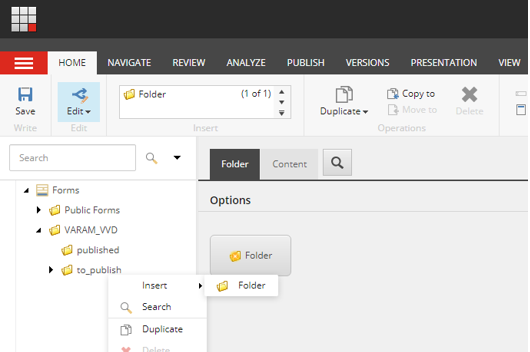 HOME NAVIGATE REVIEW ANALYZE PUBLISH VERSIONS PRESENTATION VIEW
Save
Write
Edit
Edit
Folder (1 of 1)
Insert
Duplicate
Copy to
Move to
Delete
Operations
Search
Folder Content
Forms
Public Forms
VARAM_VVD
published
to_publish
Options
Folder
Insert
Folder
Search
Duplicate
Delete